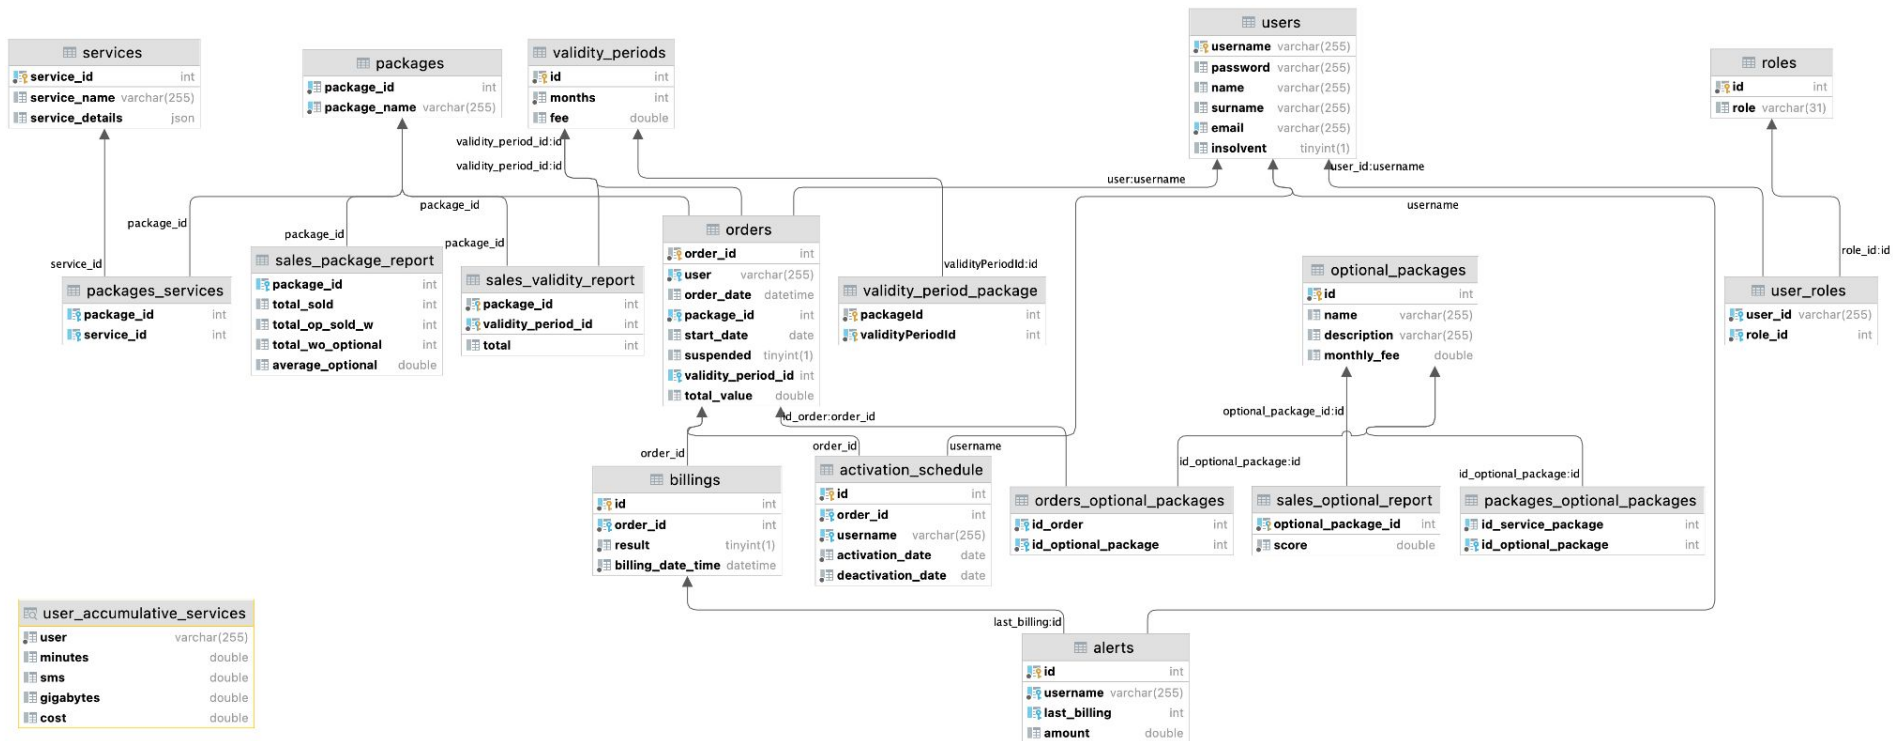 services
service_id int
service_name varchar(255)
service_details json
packages
package_id int
package_name varchar(255)
validity_periods
id int
months int
fee double
users
username varchar(255)
password varchar(255)
name varchar(255)
surname varchar(255)
email varchar(255)
insolvent tinyint(1)
roles
id int
role varchar(31)
validity_period_id:id
validity_period_id:id
user:username
user_id:username
username
package_id
package_id
package_id
package_id
service_id
validityPeriodId:id
role_id:id
packages_services
package_id int
service_id int
sales_package_report
package_id int
total_sold int
total_op_sold_w int
total_wo_optional int
average_optional double
sales_validity_report
package_id int
validity_period_id int
total int
orders
order_id int
user varchar(255)
order_date datetime
package_id int
start_date date
suspended tinyint(1)
validity_period_id int
total_value double
validity_period_package
packageId int
validityPeriodId int
optional_packages
id int
name varchar(255)
description varchar(255)
monthly_fee double
user_roles
user_id varchar(255)
role_id int
id_order:order_id
optional_package_id:id
order_id
order_id
username
id_optional_package:id
id_optional_package:id
billings
id int
order_id int
result tinyint(1)
billing_date_time datetime
activation_schedule
id int
order_id int
username varchar(255)
activation_date date
deactivation_date date
orders_optional_packages
id_order int
id_optional_package int
sales_optional_report
optional_package_id int
score double
packages_optional_packages
id_service_package int
id_optional_package int
user_accumulative_services
user varchar(255)
minutes double
sms double
gigabytes double
cost double
last_billing:id
alerts
id int
username varchar(255)
last_billing int
amount double